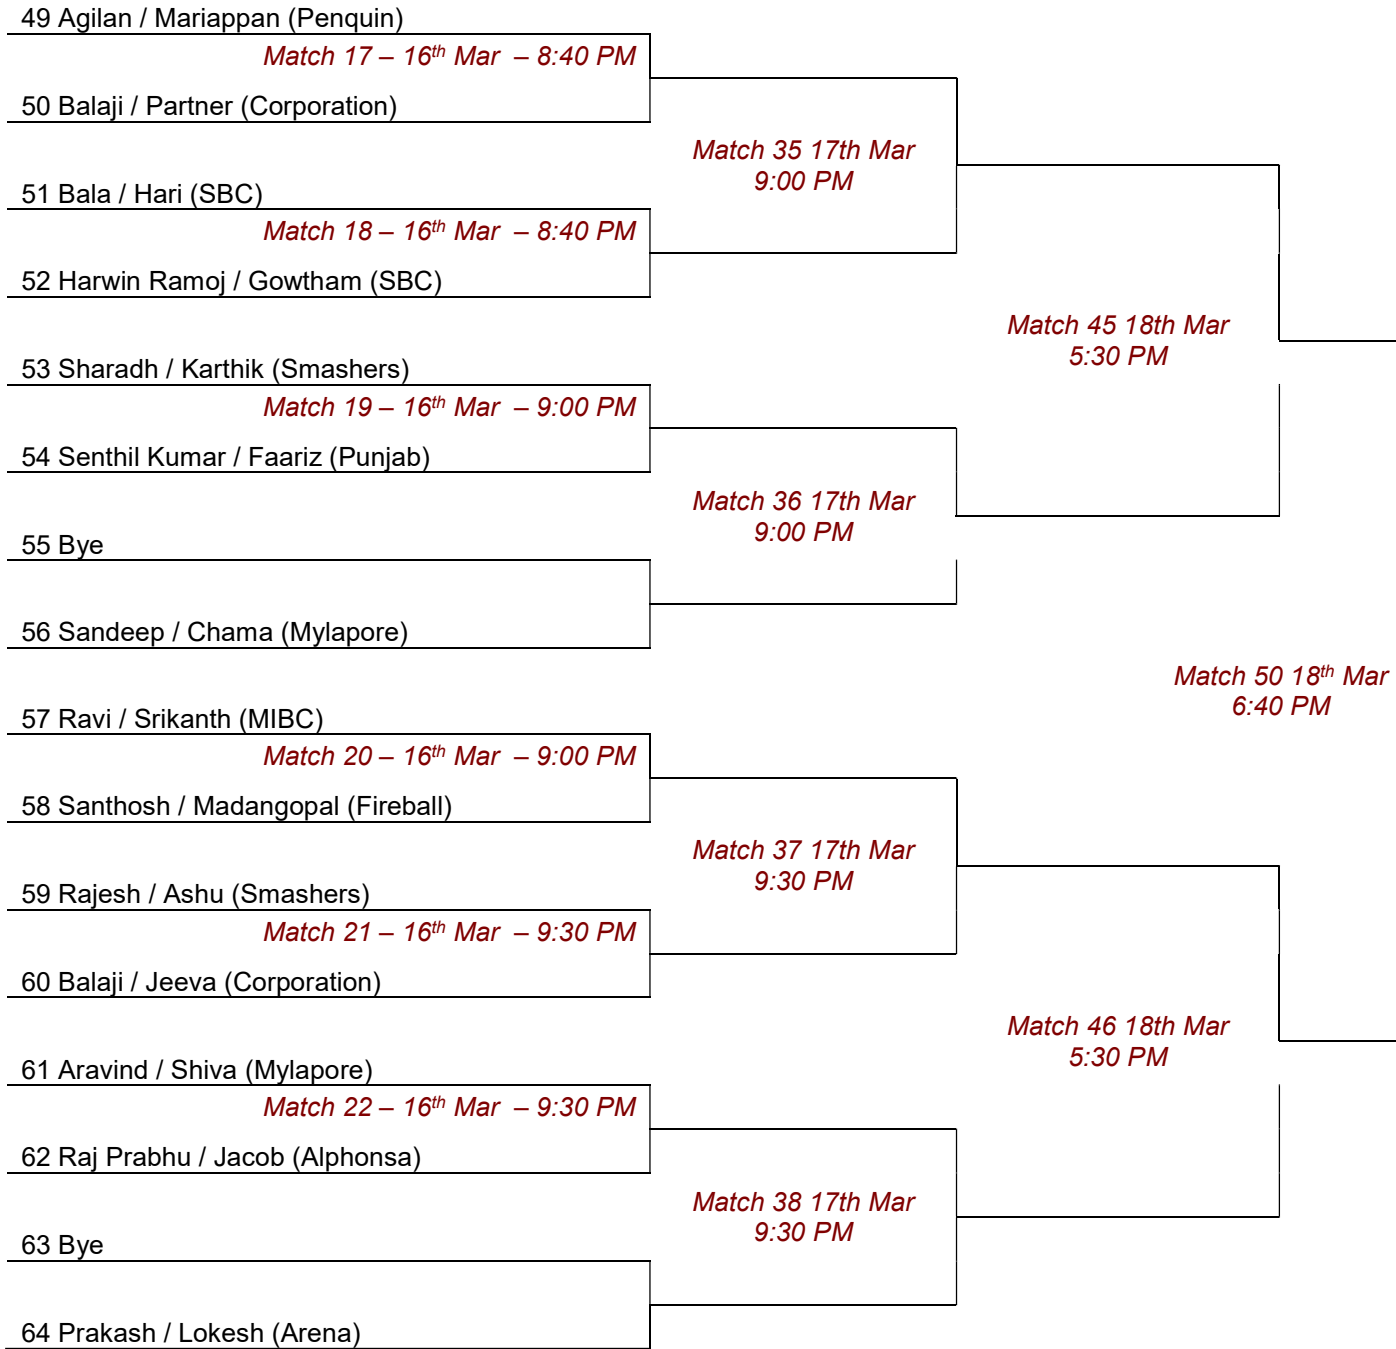 49 Agilan / Mariappan (Penquin)
Match 17 – 16th Mar – 8:40 PM
50 Balaji / Partner (Corporation)
Match 35 17th Mar
9:00 PM
51 Bala / Hari (SBC)
Match 18 – 16th Mar – 8:40 PM
52 Harwin Ramoj / Gowtham (SBC)
Match 45 18th Mar
5:30 PM
53 Sharadh / Karthik (Smashers)
Match 19 – 16th Mar – 9:00 PM
54 Senthil Kumar / Faariz (Punjab)
Match 36 17th Mar
9:00 PM
55 Bye
56 Sandeep / Chama (Mylapore)
Match 50 18th Mar
6:40 PM
57 Ravi / Srikanth (MIBC)
Match 20 – 16th Mar – 9:00 PM
58 Santhosh / Madangopal (Fireball)
Match 37 17th Mar
9:30 PM
59 Rajesh / Ashu (Smashers)
Match 21 – 16th Mar – 9:30 PM
60 Balaji / Jeeva (Corporation)
Match 46 18th Mar
5:30 PM
61 Aravind / Shiva (Mylapore)
Match 22 – 16th Mar – 9:30 PM
62 Raj Prabhu / Jacob (Alphonsa)
Match 38 17th Mar
9:30 PM
63 Bye
64 Prakash / Lokesh (Arena)